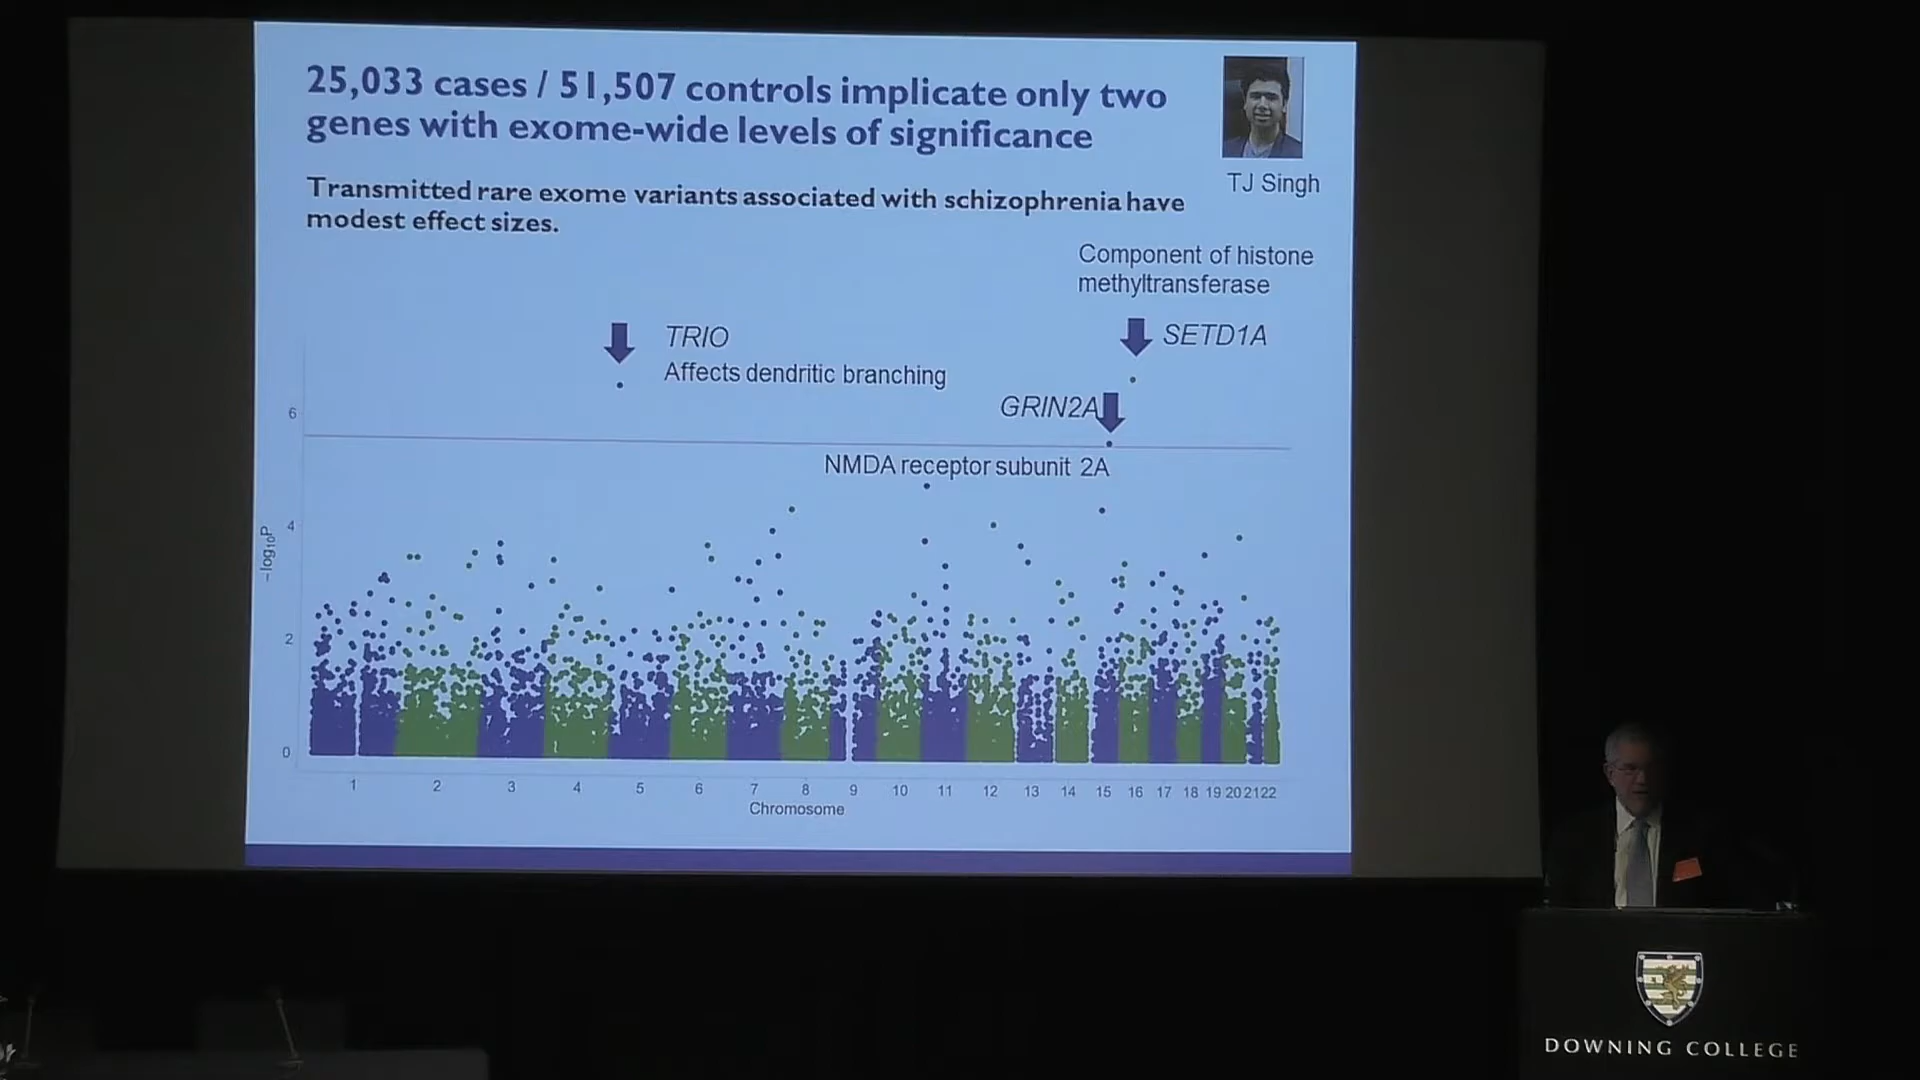 25,033 cases / 51,507 controls implicate only two
genes with exome-wide levels of significance
TJ Singh
Transmitted rare exome variants associated with schizophrenia have
modest effect sizes.
Component of histone
methyltransferase
TRIO
SETD1A
Affects dendritic branching
GRIN2A
NMDA receptor subunit 2A
6
4
2
0
-log10P
1 2 3 4 5 6 7 8 9 10 11 12 13 14 15 16 17 18 19 20 21 22
Chromosome
DOWNING COLLEGE